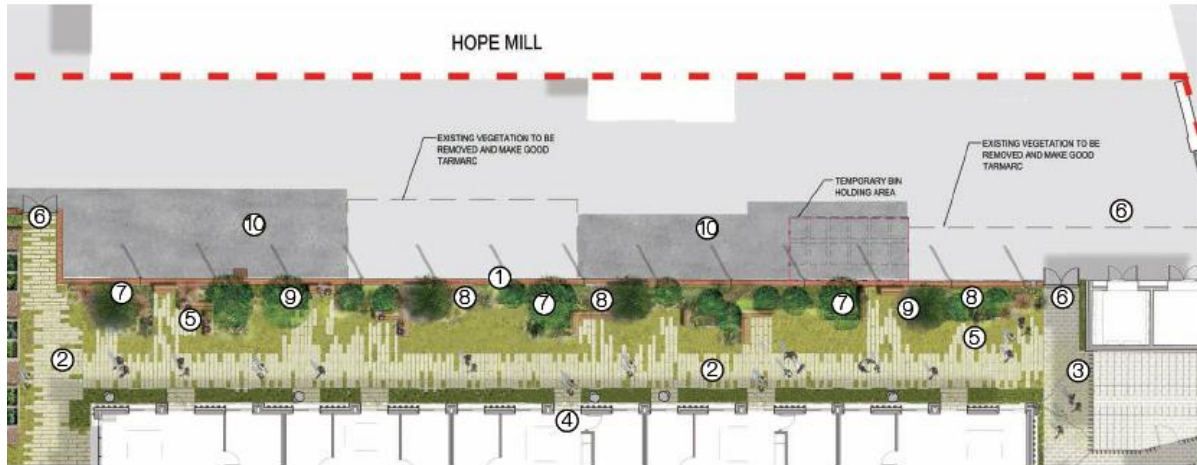 HOPE MILL
EXISTING VEGETATION TO BE
REMOVED AND MAKE GOOD
TARMARC
EXISTING VEGETATION TO BE
REMOVED AND MAKE GOOD
TARMARC
TEMPORARY BIN
HOLDING AREA
6
6
10
10
1
7
9
8
7
8
7
9
8
6
5
5
2
2
3
4